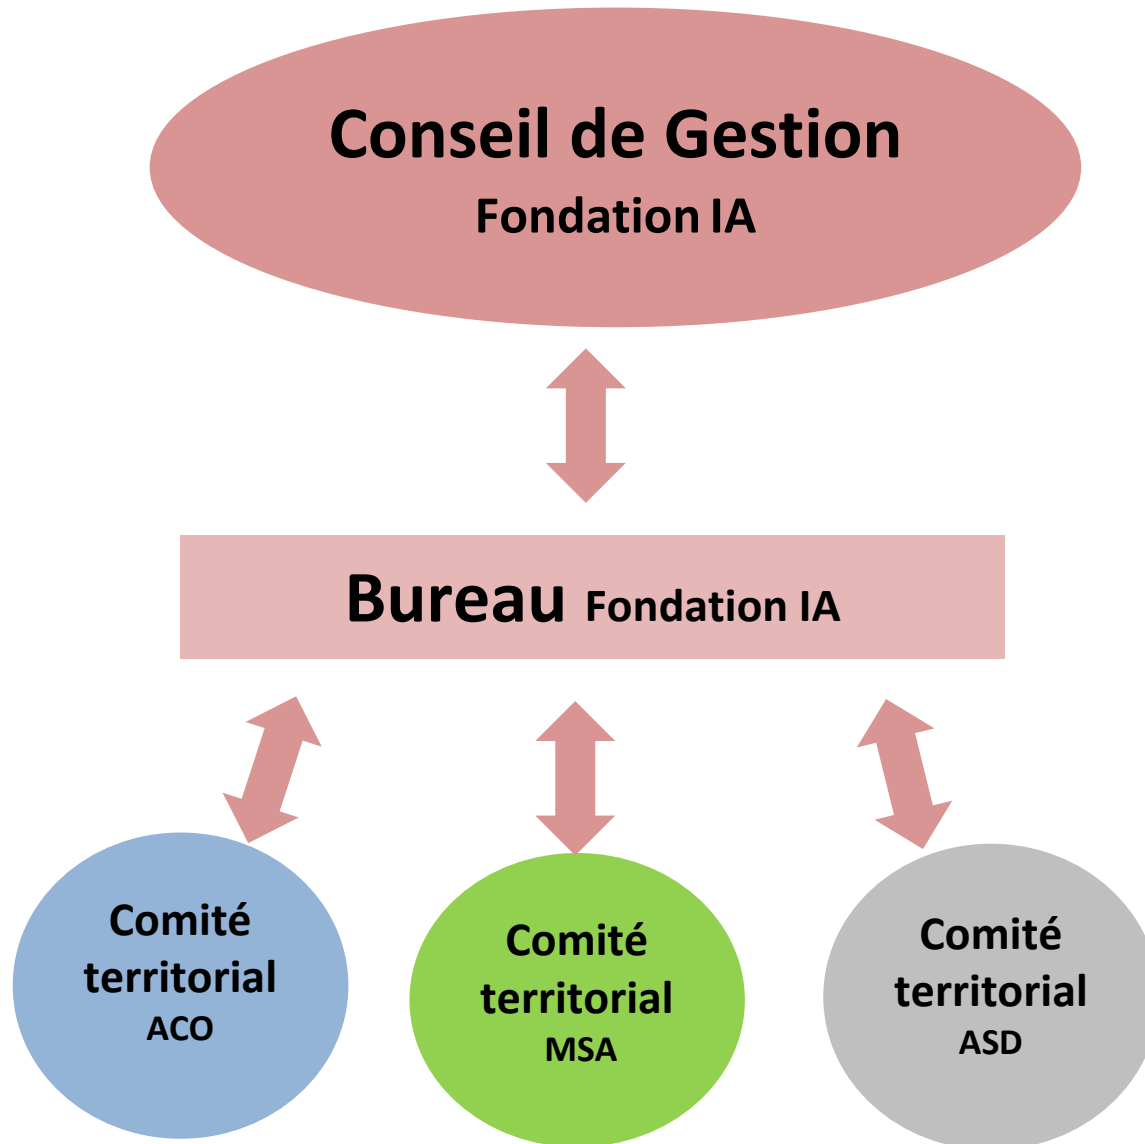 Conseil de Gestion
Fondation IA
Bureau Fondation IA
Comité
territorial
ACO
Comité
territorial
MSA
Comité
territorial
ASD